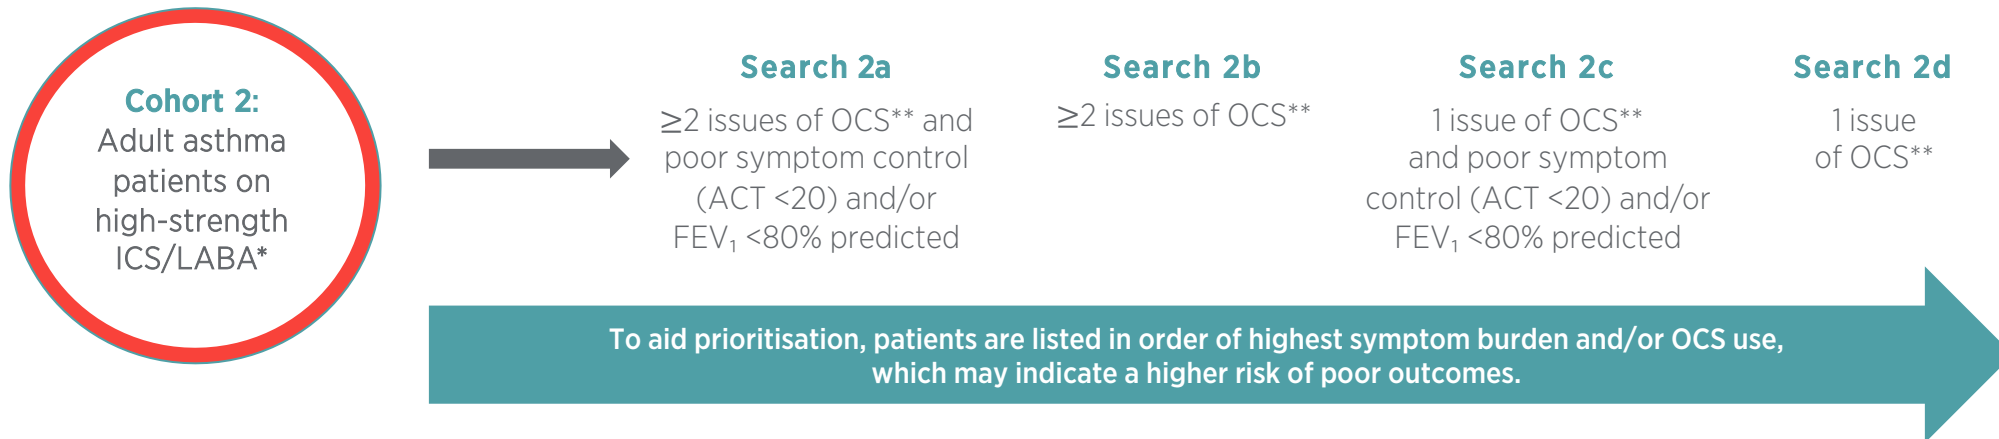 Cohort 2:
Adult asthma
patients on
high-strength
ICS/LABA*
Search 2a
≥2 issues of OCS** and
poor symptom control
(ACT <20) and/or
FEV₁ <80% predicted
Search 2b
≥2 issues of OCS**
Search 2c
1 issue of OCS**
and poor symptom
control (ACT <20) and/or
FEV₁ <80% predicted
Search 2d
1 issue
of OCS**
To aid prioritisation, patients are listed in order of highest symptom burden and/or OCS use,
which may indicate a higher risk of poor outcomes.